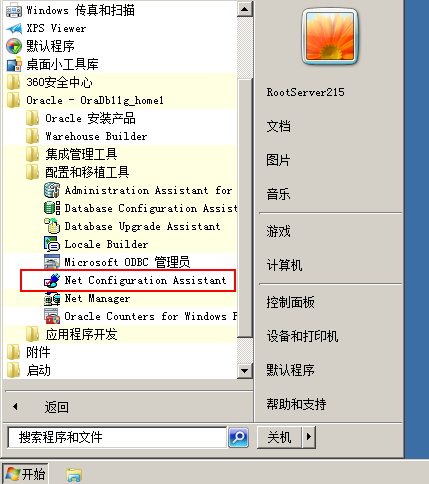 Windows 传真和扫描
XPS Viewer
默认程序
桌面小工具库
360安全中心
Oracle - OraDb11g_home1
Oracle 安装产品
Warehouse Builder
集成管理工具
配置和移植工具
Administration Assistant for
Database Configuration Assist
Database Upgrade Assistant
Locale Builder
Microsoft ODBC 管理员
Net Configuration Assistant
Net Manager
Oracle Counters for Windows P
应用程序开发
附件
启动
返回
搜索程序和文件
RootServer215
文档
图片
音乐
游戏
计算机
控制面板
设备和打印机
默认程序
帮助和支持
关机
开始